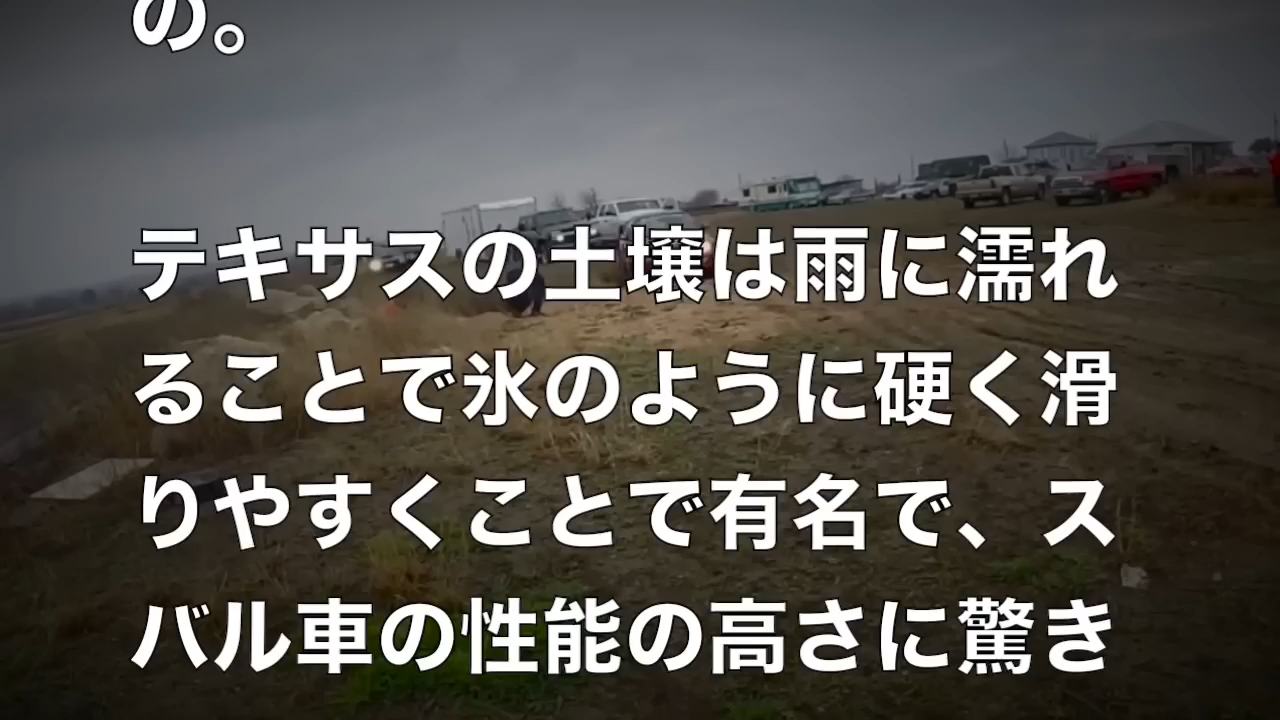 の。
テキサスの土壌は雨に濡れ
ることで氷のように硬く滑
りやすくことで有名で、ス
バル車の性能の高さに驚き